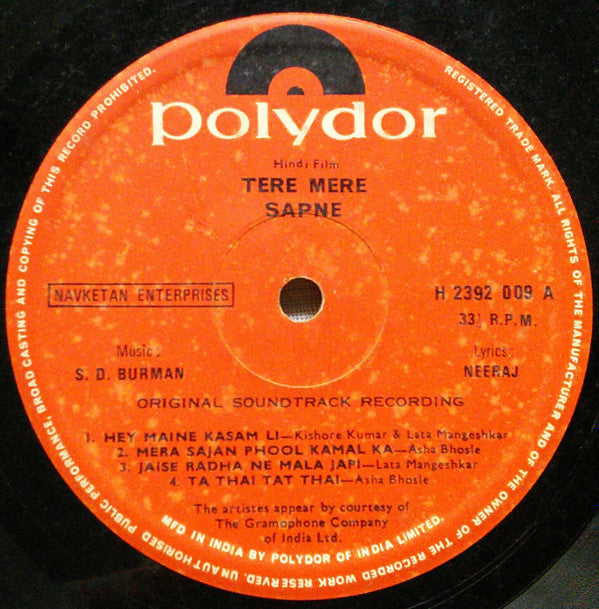 polydor
Hindi Film
TERE MERE
SAPNE
NAVKETAN ENTERPRISES
H 2392 009 A
33⅓ R.P.M.
Music:
S. D. BURMAN
Lyrics:
NEERAJ
ORIGINAL SOUNDTRACK RECORDING
1. HEY MAINE KASAM LI—Kishore Kumar & Lata Mangeshkar
2. MERA SAJAN PHOOL KAMAL KA—Asha Bhosle
3. JAISE RADHA NE MALA JAPI—Lata Mangeshkar
4. TA THAI TAT THAI—Asha Bhosle
The artistes appear by courtesy of
The Gramophone Company
of India Ltd.
MFD IN INDIA BY POLYDOR OF INDIA LIMITED.
REGISTERED TRADE MARK. ALL RIGHTS OF THE MANUFACTURER AND OF THE OWNER OF THE RECORDED WORK RESERVED. UNAUTHORISED PUBLIC PERFORMANCE, BROAD CASTING AND COPYING OF THIS RECORD PROHIBITED.